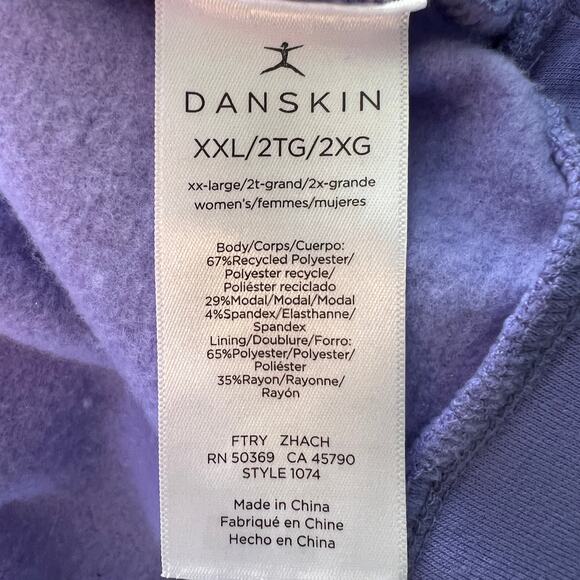 DANSKIN
XXL/2TG/2XG
xx-large/2t-grand/2x-grande
women's/femmes/mujeres
Body/Corps/Cuerpo:
67%Recycled Polyester/
Polyester recycle/
Poliéster reciclado
29%Modal/Modal/Modal
4%Spandex/Elasthanne/
Spandex
Lining/Doublure/Forro:
65%Polyester/Polyester/
Poliéster
35%Rayon/Rayonne/
Rayón
FTRY ZHACH
RN 50369 CA 45790
STYLE 1074
Made in China
Fabriqué en Chine
Hecho en China